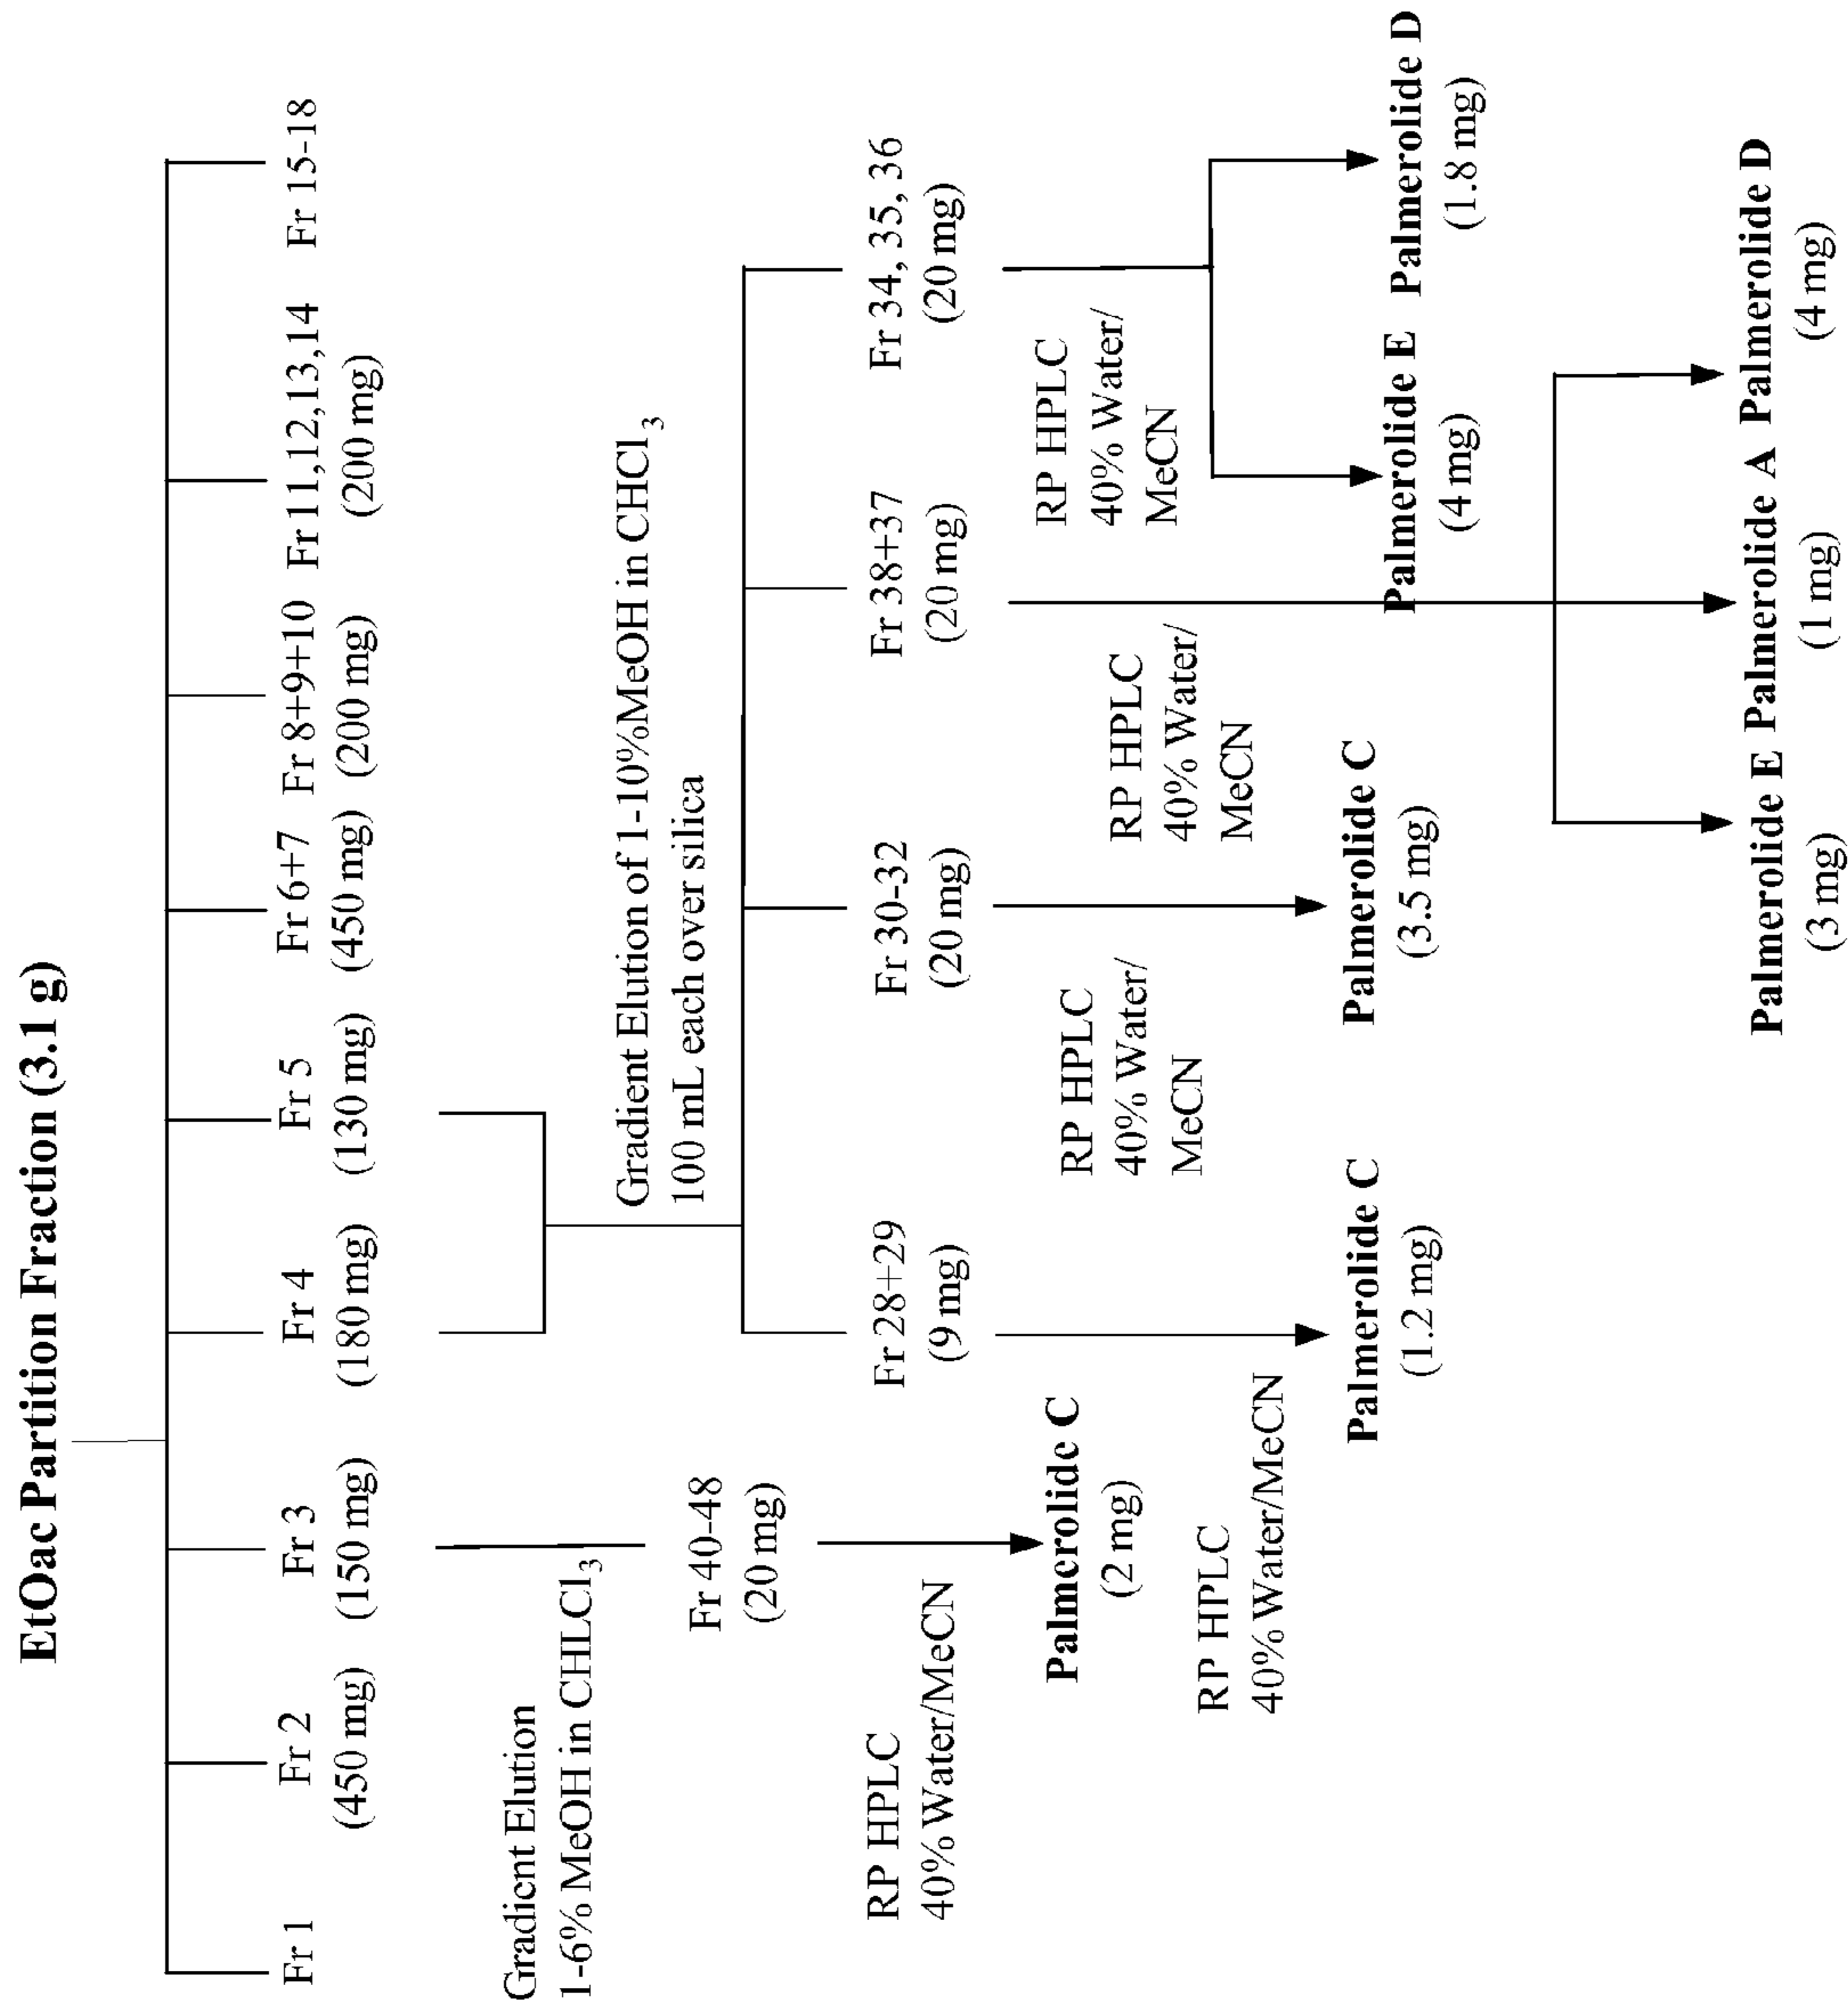 EtOac Partition Fraction (3.1 g)
Fr 1
Fr 2
(450 mg)
Fr 3
(150 mg)
Fr 4
(180 mg)
Fr 5
(130 mg)
Fr 6+7
(450 mg)
Fr 8+9+10
(200 mg)
Fr 11,12,13,14
(200 mg)
Fr 15-18
Gradient Elution
1-6% MeOH in CHLCl3
Gradient Elution of 1-10%MeOH in CHCl3
100 mL each over silica
Fr 40-48
(20 mg)
Fr 28+29
(9 mg)
Fr 30-32
(20 mg)
Fr 38+37
(20 mg)
Fr 34, 35, 36
(20 mg)
RP HPLC
40% Water/MeCN
Palmerolide C
(2 mg)
RP HPLC
40% Water/MeCN
Palmerolide C
(1.2 mg)
RP HPLC
40% Water/
MeCN
Palmerolide C
(3.5 mg)
RP HPLC
40% Water/
MeCN
RP HPLC
40% Water/
MeCN
Palmerolide E
(4 mg)
Palmerolide D
(1.8 mg)
Palmerolide E
(3 mg)
Palmerolide A
(1 mg)
Palmerolide D
(4 mg)